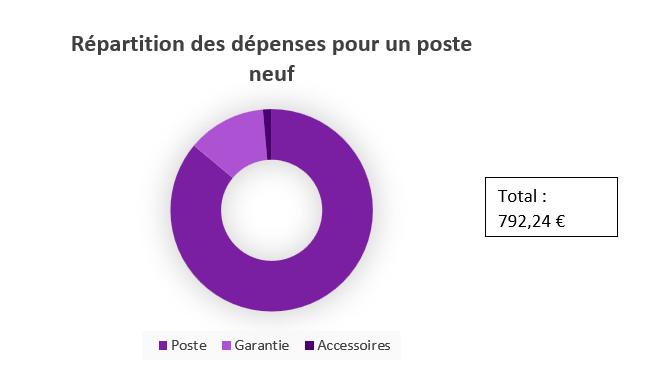 Répartition des dépenses pour un poste
neuf
Total :
792,24 €
Poste Garantie Accessoires